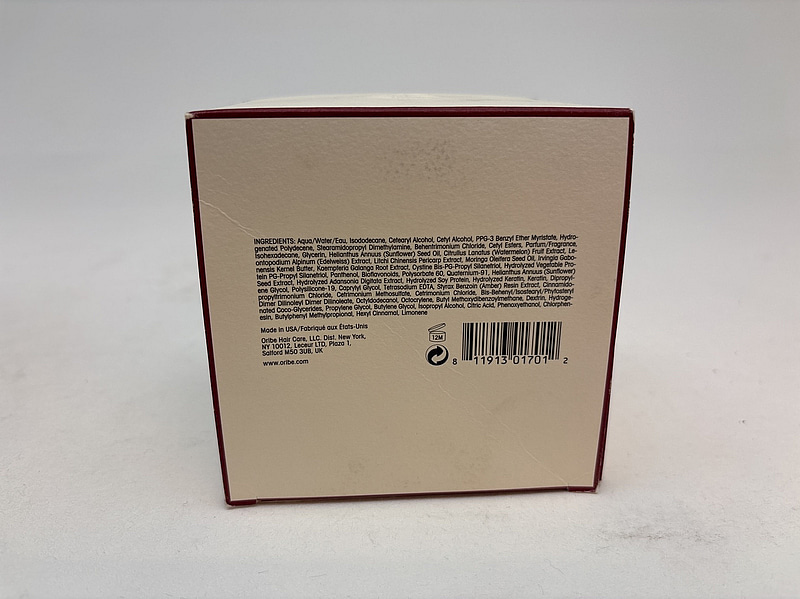 INGREDIENTS: Aqua/Water/Eau, Isododecane, Cetearyl Alcohol, Cetyl Alcohol, PPG-3 Benzyl Ether Myristate, Hydro-
genated Polydecene, Stearamidopropyl Dimethylamine, Behentrimonium Chloride, Cetyl Esters, Parfum/Fragrance,
Isohexadecane, Glycerin, Helianthus Annuus (Sunflower) Seed Oil, Citrullus Lanatus (Watermelon) Fruit Extract, Le-
ontopodium Alpinum (Edelweiss) Extract, Litchi Chinensis Pericarp Extract, Moringa Oleifera Seed Oil, Irvingia Gabo-
nensis Kernel Butter, Kaempferia Galanga Root Extract, Cystine Bis-PG-Propyl Silanetriol, Hydrolyzed Vegetable Pro-
tein PG-Propyl Silanetriol, Panthenol, Bioflavonoids, Polysorbate 60, Quaternium-91, Helianthus Annuus (Sunflower)
Seed Extract, Hydrolyzed Adansonia Digitata Extract, Hydrolyzed Soy Protein, Hydrolyzed Keratin, Keratin, Dipropyl-
ene Glycol, Polysilicone-19, Caprylyl Glycol, Tetrasodium EDTA, Styrax Benzoin (Amber) Resin Extract, Cinnamido-
propyltrimonium Chloride, Cetrimonium Methosulfate, Cetrimonium Chloride, Bis-Behenyl/Isostearyl/Phytosteryl
Dimer Dilinoleyl Dimer Dilinoleate, Octyldodecanol, Octocrylene, Butyl Methoxydibenzoylmethane, Dextrin, Hydroge-
nated Coco-Glycerides, Propylene Glycol, Butylene Glycol, Isopropyl Alcohol, Citric Acid, Phenoxyethanol, Chlorphen-
esin, Butylphenyl Methylpropional, Hexyl Cinnamal, Limonene
Made in USA/Fabriqué aux États-Unis
Oribe Hair Care, LLC. Dist. New York,
NY 10012, Leceur LTD, Plaza 1,
Salford M50 3UB, UK
www.oribe.com
12M
8 11913 01701 2